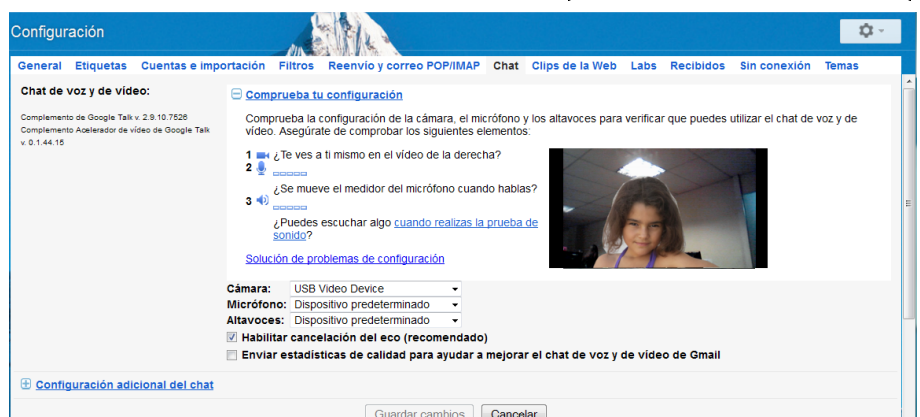 Configuración
General Etiquetas Cuentas e importación Filtros Reenvío y correo POP/IMAP Chat Clips de la Web Labs Recibidos Sin conexión Temas
Chat de voz y de vídeo:
Complemento de Google Talk v. 2.9.10.7526
Complemento Acelerador de vídeo de Google Talk
v. 0.1.44.15
Comprueba tu configuración
Comprueba la configuración de la cámara, el micrófono y los altavoces para verificar que puedes utilizar el chat de voz y de
vídeo. Asegúrate de comprobar los siguientes elementos:
1 ¿Te ves a ti mismo en el vídeo de la derecha?
2
¿Se mueve el medidor del micrófono cuando hablas?
3
¿Puedes escuchar algo cuando realizas la prueba de
sonido?
Solución de problemas de configuración
Cámara: USB Video Device
Micrófono: Dispositivo predeterminado
Altavoces: Dispositivo predeterminado
Habilitar cancelación del eco (recomendado)
Enviar estadísticas de calidad para ayudar a mejorar el chat de voz y de vídeo de Gmail
Configuración adicional del chat
Guardar cambios Cancelar